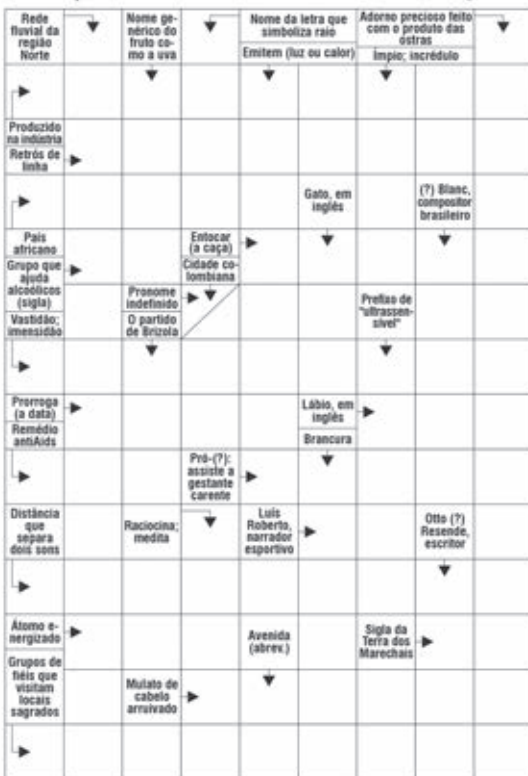 Rede
fluvial da
região
Norte
Nome ge-
nérico do
fruto co-
mo a uva
Nome da letra que
simboliza raio
Emitem (luz ou calor)
Adorno precioso feito
com o produto das
ostras
Ímpio; incrédulo
Produzido
na indústria
Retrós de
linha
Gato, em
inglês
(?) Blanc,
compositor
brasileiro
País
africano
Grupo que
ajuda
alcoólicos
(sigla)
Vastidão;
imensidão
Entocar
(a caça)
Cidade co-
lombiana
Pronome
indefinido
O partido
de Brizola
Prefixo de
"ultrassen-
sível"
Prorroga
(a data)
Remédio
antiAids
Lábio, em
inglês
Brancura
Pró-(?):
assiste a
gestante
carente
Distância
que
separa
dois sons
Raciocina;
medita
Luís
Roberto,
narrador
esportivo
Otto (?)
Resende,
escritor
Átomo e-
nergizado
Grupos de
fiéis que
visitam
locais
sagrados
Avenida
(abrev.)
Sigla da
Terra dos
Marechais
Mulato de
cabelo
arruivado